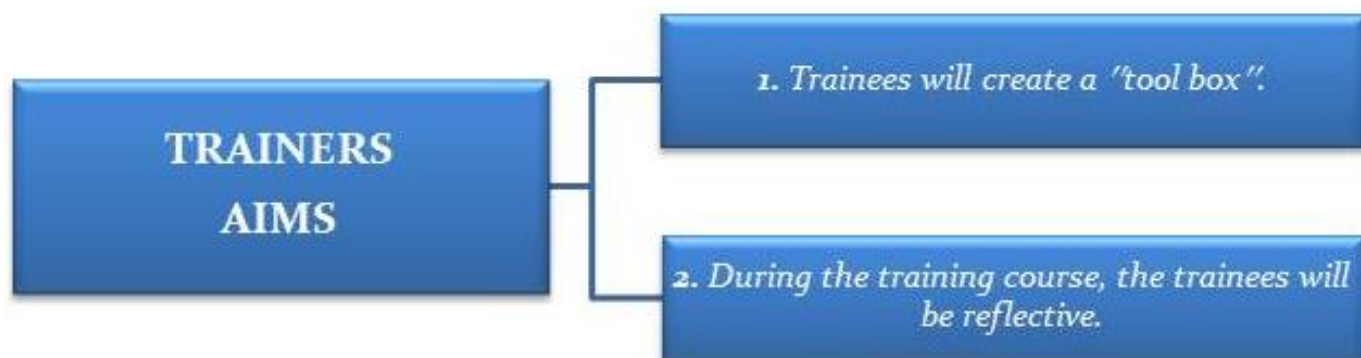 TRAINERS
AIMS
1. Trainees will create a "tool box".
2. During the training course, the trainees will
be reflective.